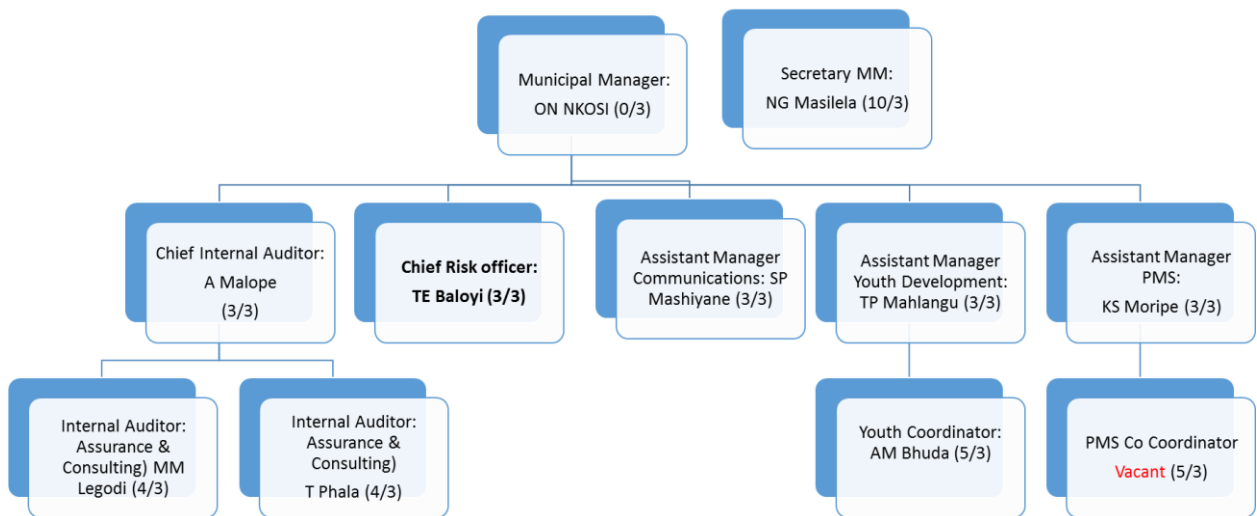 Municipal Manager:
ON NKOSI (0/3)
Secretary MM:
NG Masilela (10/3)
Chief Internal Auditor:
A Malope
(3/3)
Chief Risk officer:
TE Baloyi (3/3)
Assistant Manager
Communications: SP
Mashiyane (3/3)
Assistant Manager
Youth Development:
TP Mahlangu (3/3)
Assistant Manager
PMS:
KS Moripe (3/3)
Internal Auditor:
Assurance &
Consulting) MM
Legodi (4/3)
Internal Auditor:
Assurance &
Consulting)
T Phala (4/3)
Youth Coordinator:
AM Bhuda (5/3)
PMS Co Coordinator
Vacant (5/3)